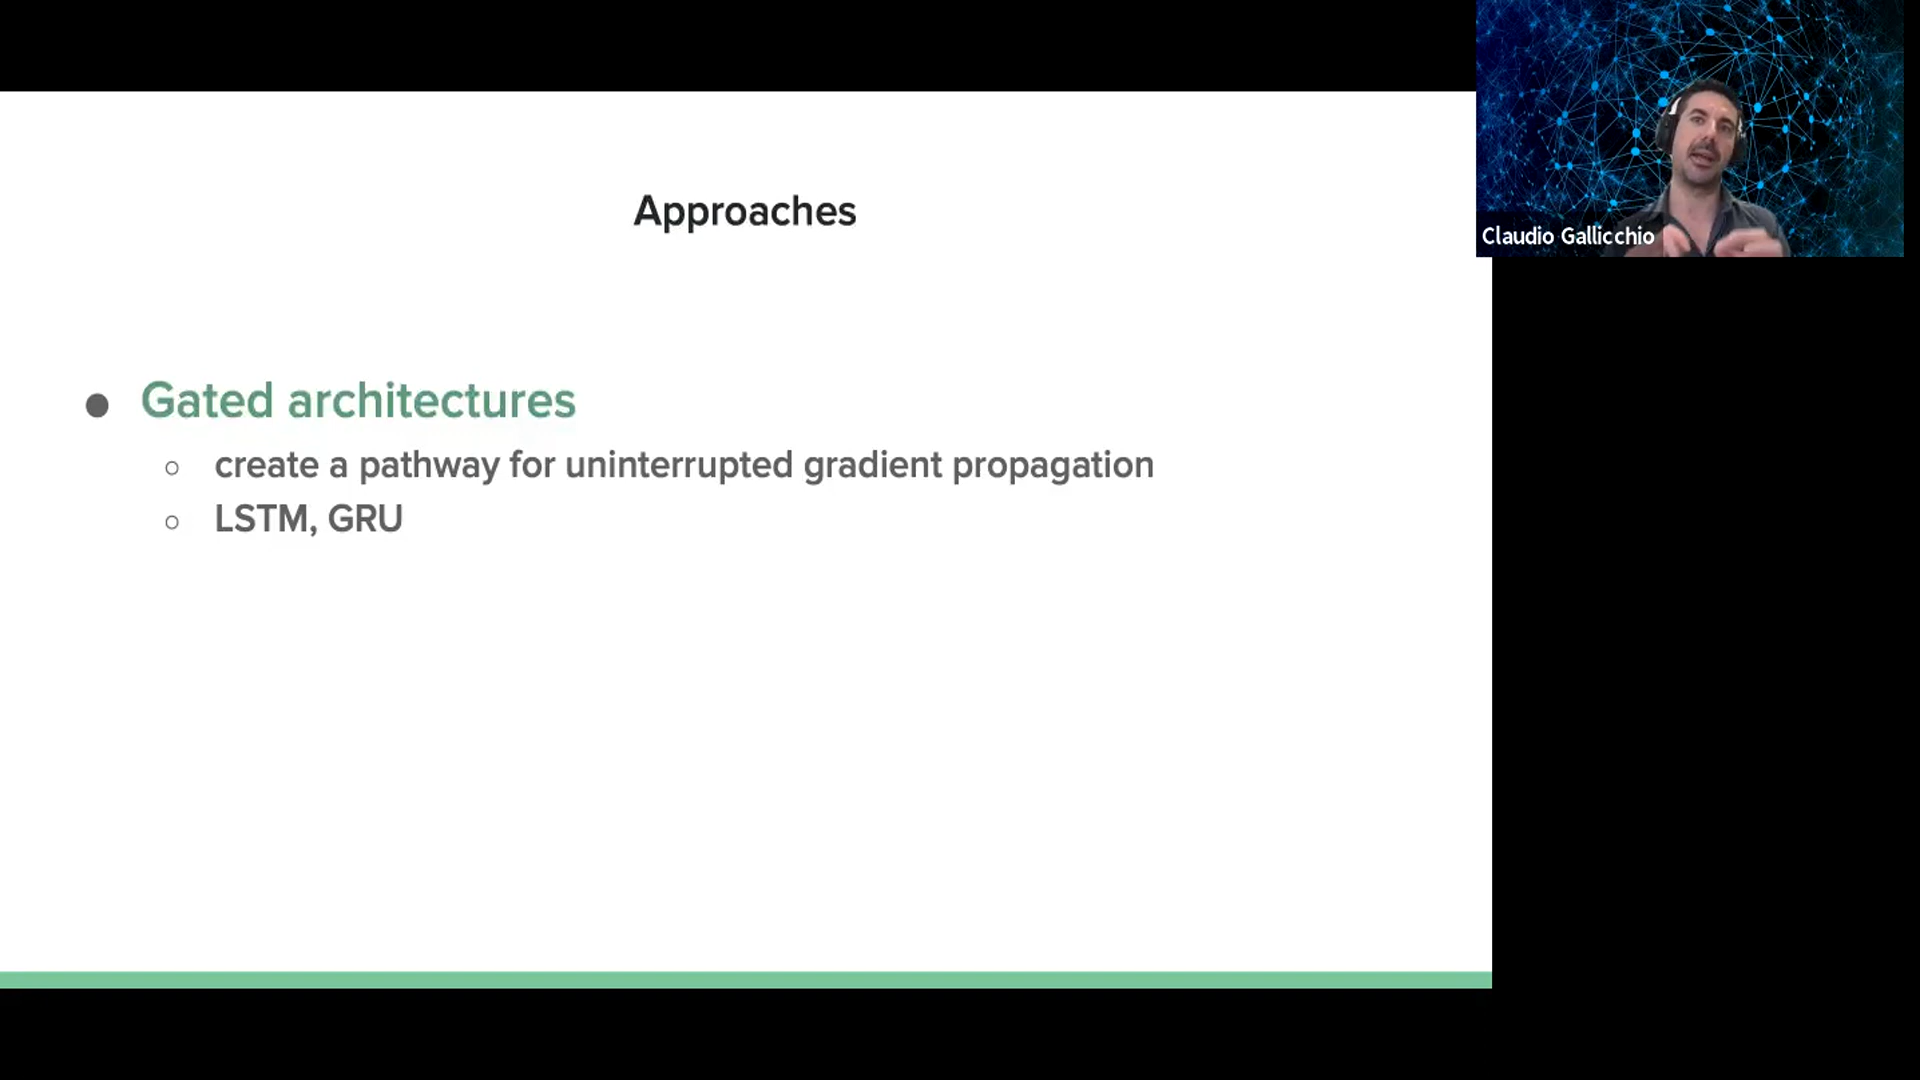 Approaches
Claudio Gallicchio
● Gated architectures
○ create a pathway for uninterrupted gradient propagation
○ LSTM, GRU